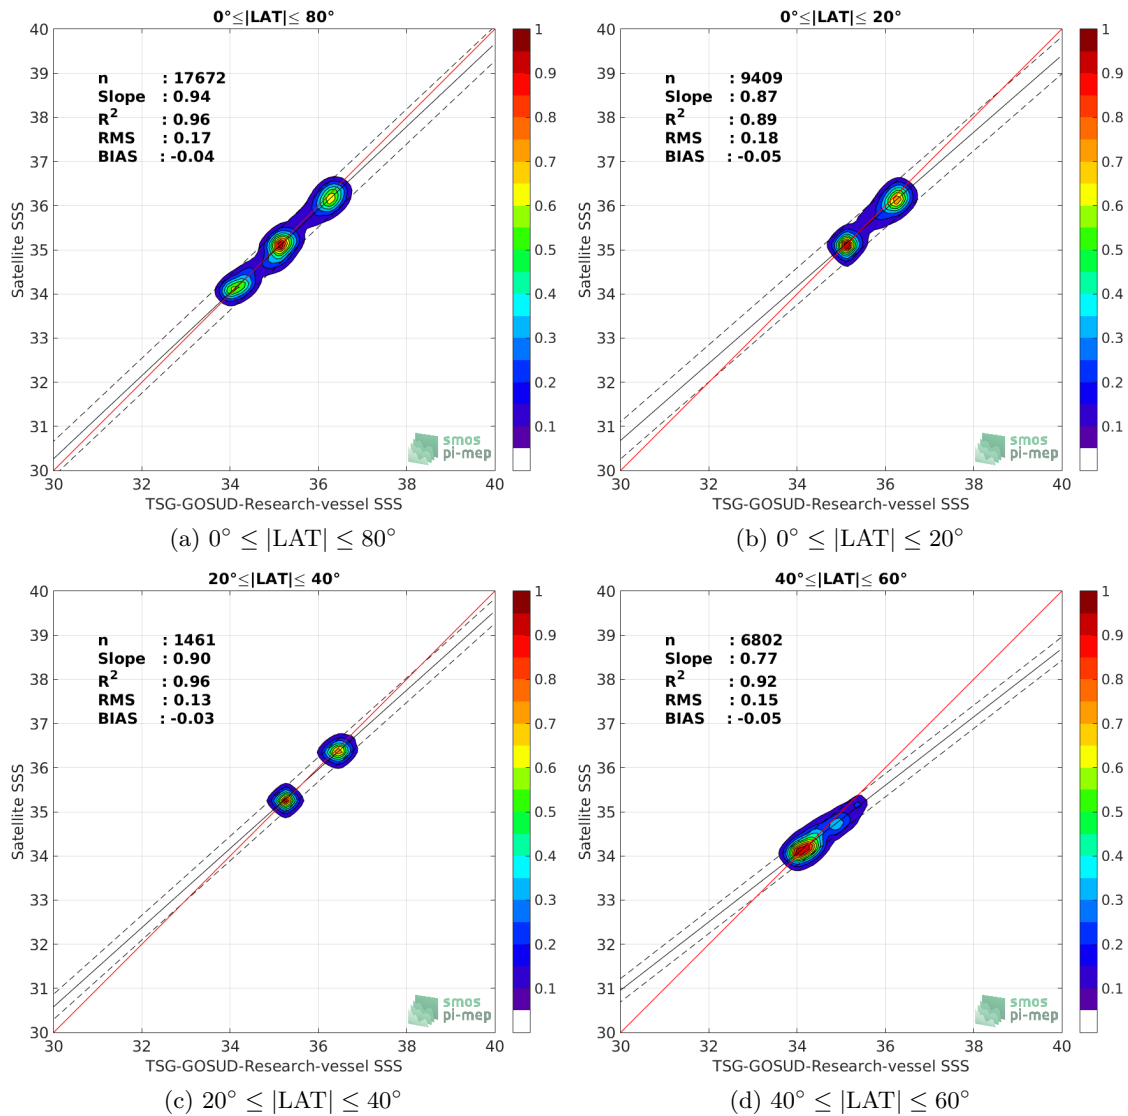 0°≤|LAT|≤ 80°
40
39
38
37
36
35
34
33
32
31
30
Satellite SSS
n : 17672
Slope : 0.94
R² : 0.96
RMS : 0.17
BIAS : -0.04
smos
pi-mep
30 32 34 36 38 40
TSG-GOSUD-Research-vessel SSS
1
0.9
0.8
0.7
0.6
0.5
0.4
0.3
0.2
0.1
(a) 0° ≤ |LAT| ≤ 80°
0°≤|LAT|≤ 20°
40
39
38
37
36
35
34
33
32
31
30
Satellite SSS
n : 9409
Slope : 0.87
R² : 0.89
RMS : 0.18
BIAS : -0.05
smos
pi-mep
30 32 34 36 38 40
TSG-GOSUD-Research-vessel SSS
1
0.9
0.8
0.7
0.6
0.5
0.4
0.3
0.2
0.1
(b) 0° ≤ |LAT| ≤ 20°
20°≤|LAT|≤ 40°
40
39
38
37
36
35
34
33
32
31
30
Satellite SSS
n : 1461
Slope : 0.90
R² : 0.96
RMS : 0.13
BIAS : -0.03
smos
pi-mep
30 32 34 36 38 40
TSG-GOSUD-Research-vessel SSS
1
0.9
0.8
0.7
0.6
0.5
0.4
0.3
0.2
0.1
(c) 20° ≤ |LAT| ≤ 40°
40°≤|LAT|≤ 60°
40
39
38
37
36
35
34
33
32
31
30
Satellite SSS
n : 6802
Slope : 0.77
R² : 0.92
RMS : 0.15
BIAS : -0.05
smos
pi-mep
30 32 34 36 38 40
TSG-GOSUD-Research-vessel SSS
1
0.9
0.8
0.7
0.6
0.5
0.4
0.3
0.2
0.1
(d) 40° ≤ |LAT| ≤ 60°